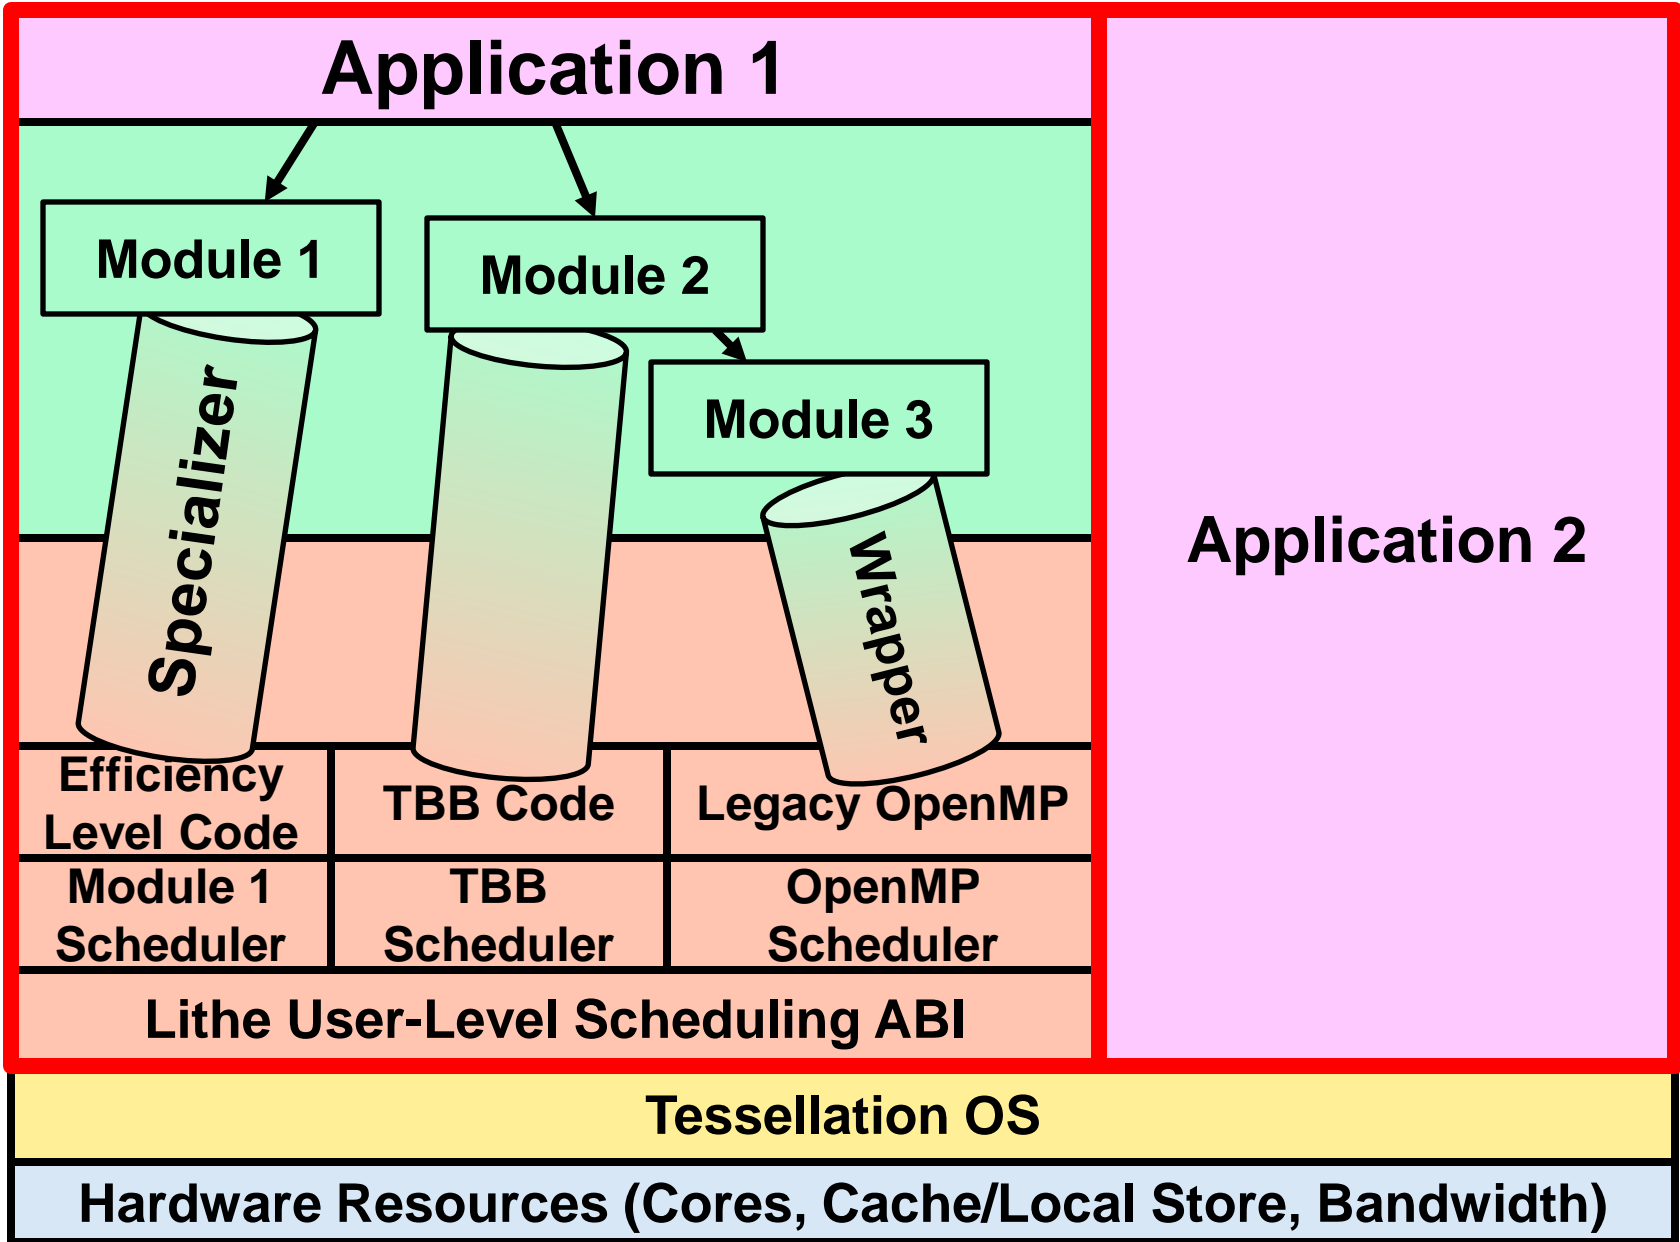 Application 1
Module 1
Module 2
Module 3
Specializer
Wrapper
Application 2
Efficiency
Level Code
TBB Code
Legacy OpenMP
Module 1
Scheduler
TBB
Scheduler
OpenMP
Scheduler
Lithe User-Level Scheduling ABI
Tessellation OS
Hardware Resources (Cores, Cache/Local Store, Bandwidth)